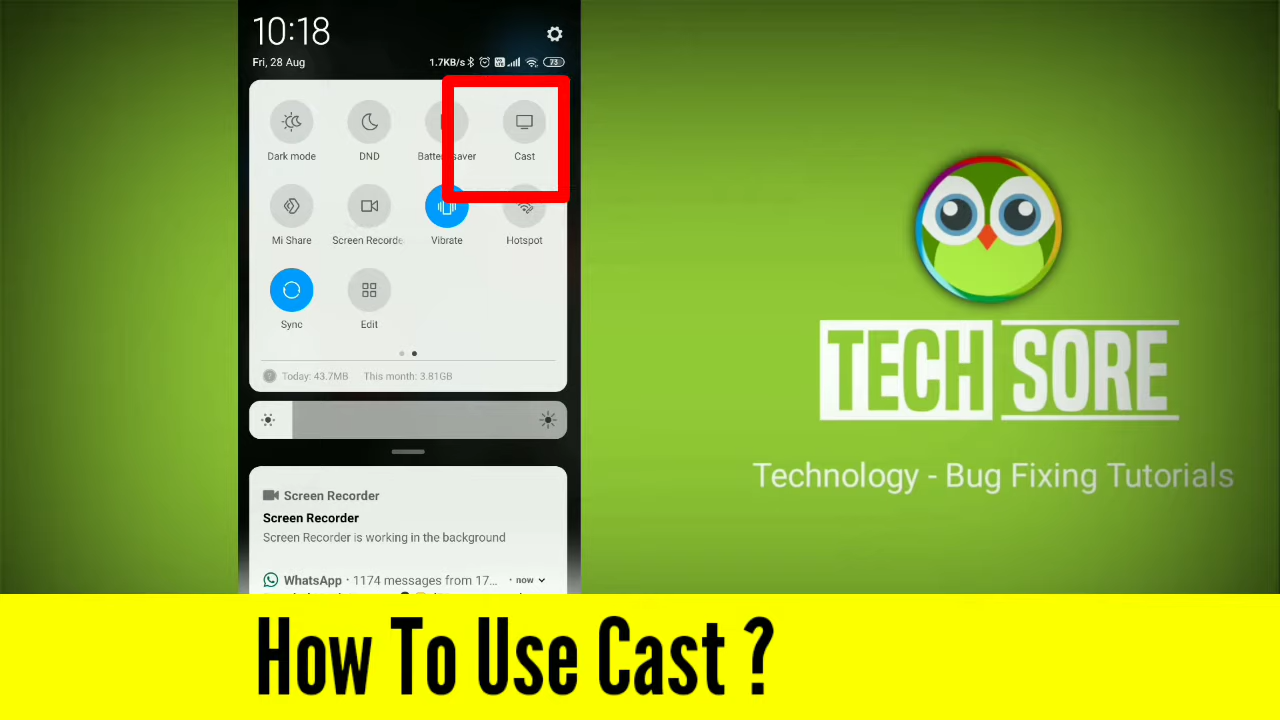 10:18
Fri, 28 Aug
1.7KB/s 73
Dark mode DND Battery saver Cast
Mi Share Screen Recorde Vibrate Hotspot
Sync Edit
Today: 43.7MB This month: 3.81GB
Screen Recorder
Screen Recorder
Screen Recorder is working in the background
WhatsApp · 1174 messages from 17... · now
TECH SORE
Technology - Bug Fixing Tutorials
How To Use Cast ?